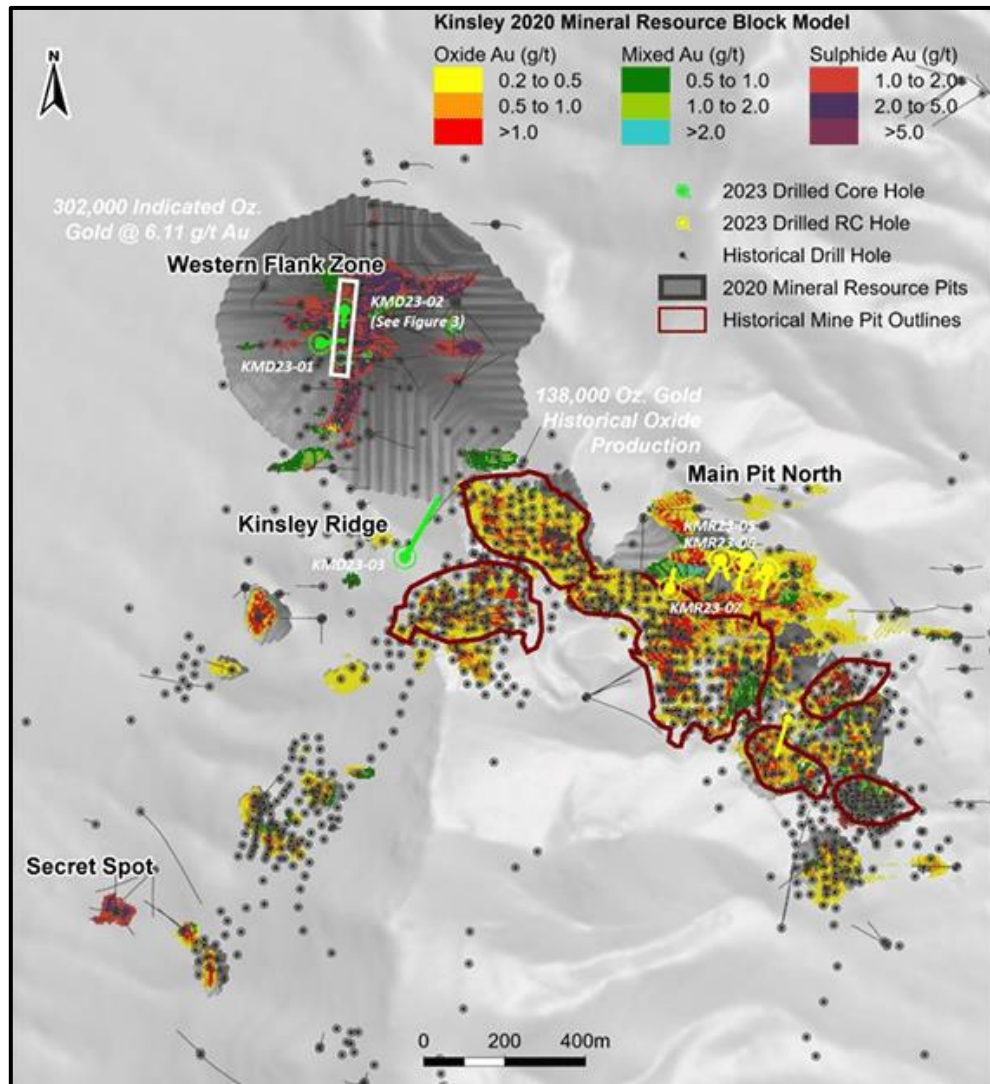 Kinsley 2020 Mineral Resource Block Model
Oxide Au (g/t)
0.2 to 0.5
0.5 to 1.0
>1.0
Mixed Au (g/t)
0.5 to 1.0
1.0 to 2.0
>2.0
Sulphide Au (g/t)
1.0 to 2.0
2.0 to 5.0
>5.0
N
2023 Drilled Core Hole
2023 Drilled RC Hole
Historical Drill Hole
2020 Mineral Resource Pits
Historical Mine Pit Outlines
302,000 Indicated Oz.
Gold @ 6.11 g/t Au
Western Flank Zone
KMD23-02
(See Figure 3)
KMD23-01
138,000 Oz. Gold
Historical Oxide
Production
Main Pit North
Kinsley Ridge
KMR23-05
KMR23-06
KMD23-03
KMR23-07
Secret Spot
0 200 400m